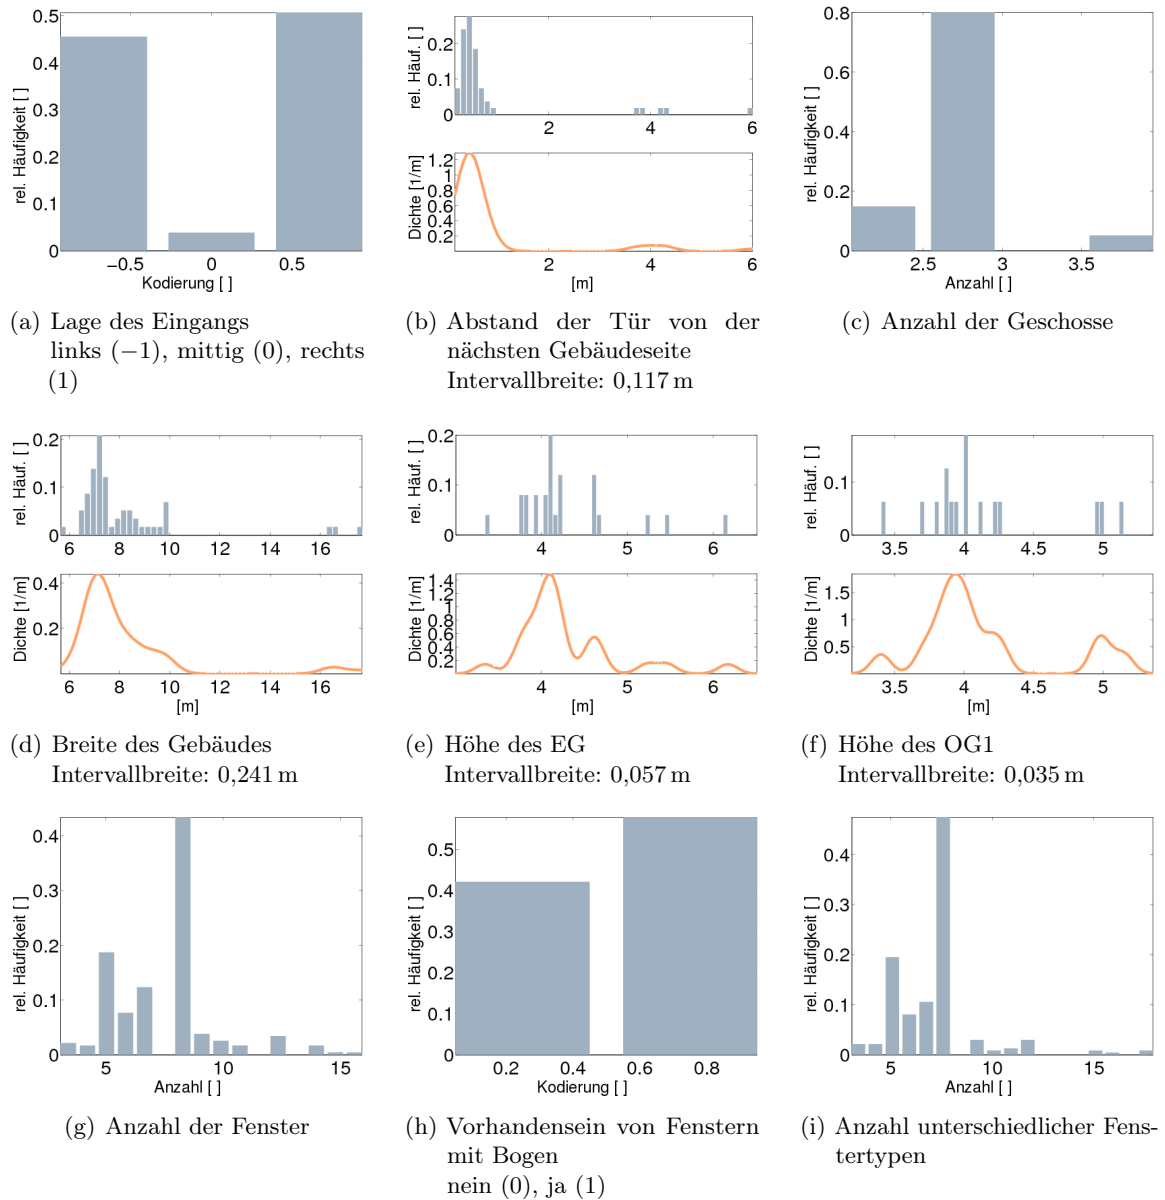 0.5
0.4
0.3
0.2
0.1
0
rel. Häufigkeit [ ]
−0.5 0 0.5
Kodierung [ ]
0.2
0.1
0
rel. Häuf. [ ]
2 4 6
1.2
1
0.8
0.6
0.4
0.2
Dichte [1/m]
2 4 6
[m]
0.8
0.6
0.4
0.2
0
rel. Häufigkeit [ ]
2.5 3 3.5
Anzahl [ ]
(a) Lage des Eingangs
links (−1), mittig (0), rechts
(1)
(b) Abstand der Tür von der
nächsten Gebäudeseite
Intervallbreite: 0,117 m
(c) Anzahl der Geschosse
0.2
0.1
0
rel. Häuf. [ ]
6 8 10 12 14 16
0.4
0.2
Dichte [1/m]
6 8 10 12 14 16
[m]
0.2
0.1
0
rel. Häuf. [ ]
4 5 6
1.4
1.2
1
0.8
0.6
0.4
0.2
Dichte [1/m]
4 5 6
[m]
0.1
0
rel. Häuf. [ ]
3.5 4 4.5 5
1.5
1
0.5
Dichte [1/m]
3.5 4 4.5 5
[m]
(d) Breite des Gebäudes
Intervallbreite: 0,241 m
(e) Höhe des EG
Intervallbreite: 0,057 m
(f) Höhe des OG1
Intervallbreite: 0,035 m
0.4
0.3
0.2
0.1
0
rel. Häufigkeit [ ]
5 10 15
Anzahl [ ]
0.5
0.4
0.3
0.2
0.1
0
rel. Häufigkeit [ ]
0.2 0.4 0.6 0.8
Kodierung [ ]
0.4
0.3
0.2
0.1
0
rel. Häufigkeit [ ]
5 10 15
Anzahl [ ]
(g) Anzahl der Fenster
(h) Vorhandensein von Fenstern
mit Bogen
nein (0), ja (1)
(i) Anzahl unterschiedlicher Fens-
tertypen